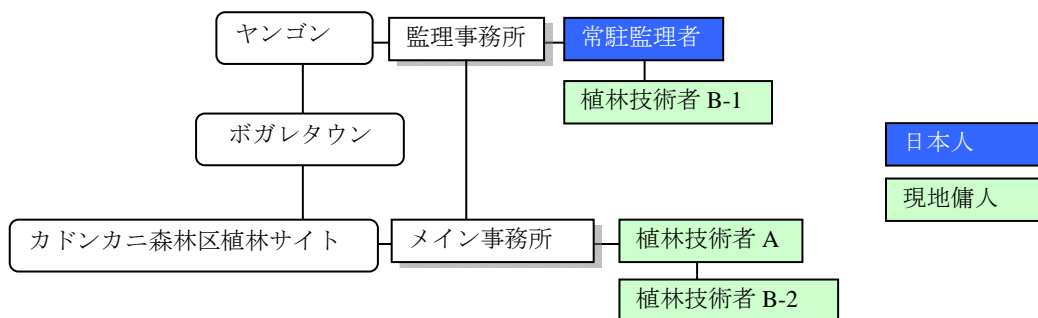 ヤンゴン
監理事務所
常駐監理者
植林技術者 B-1
ボガレタウン
日本人
現地傭人
カドンカニ森林区植林サイト
メイン事務所
植林技術者 A
植林技術者 B-2